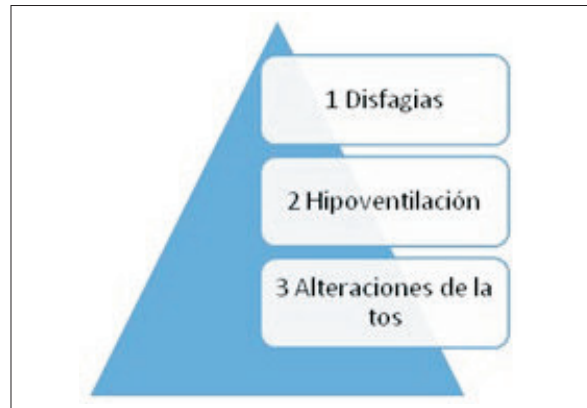 1 Disfagias
2 Hipoventilación
3 Alteraciones de la
tos